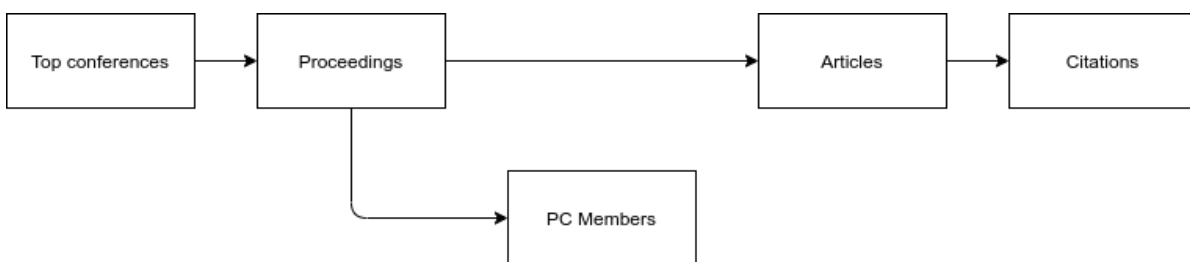 Top conferences
Proceedings
Articles
Citations
PC Members